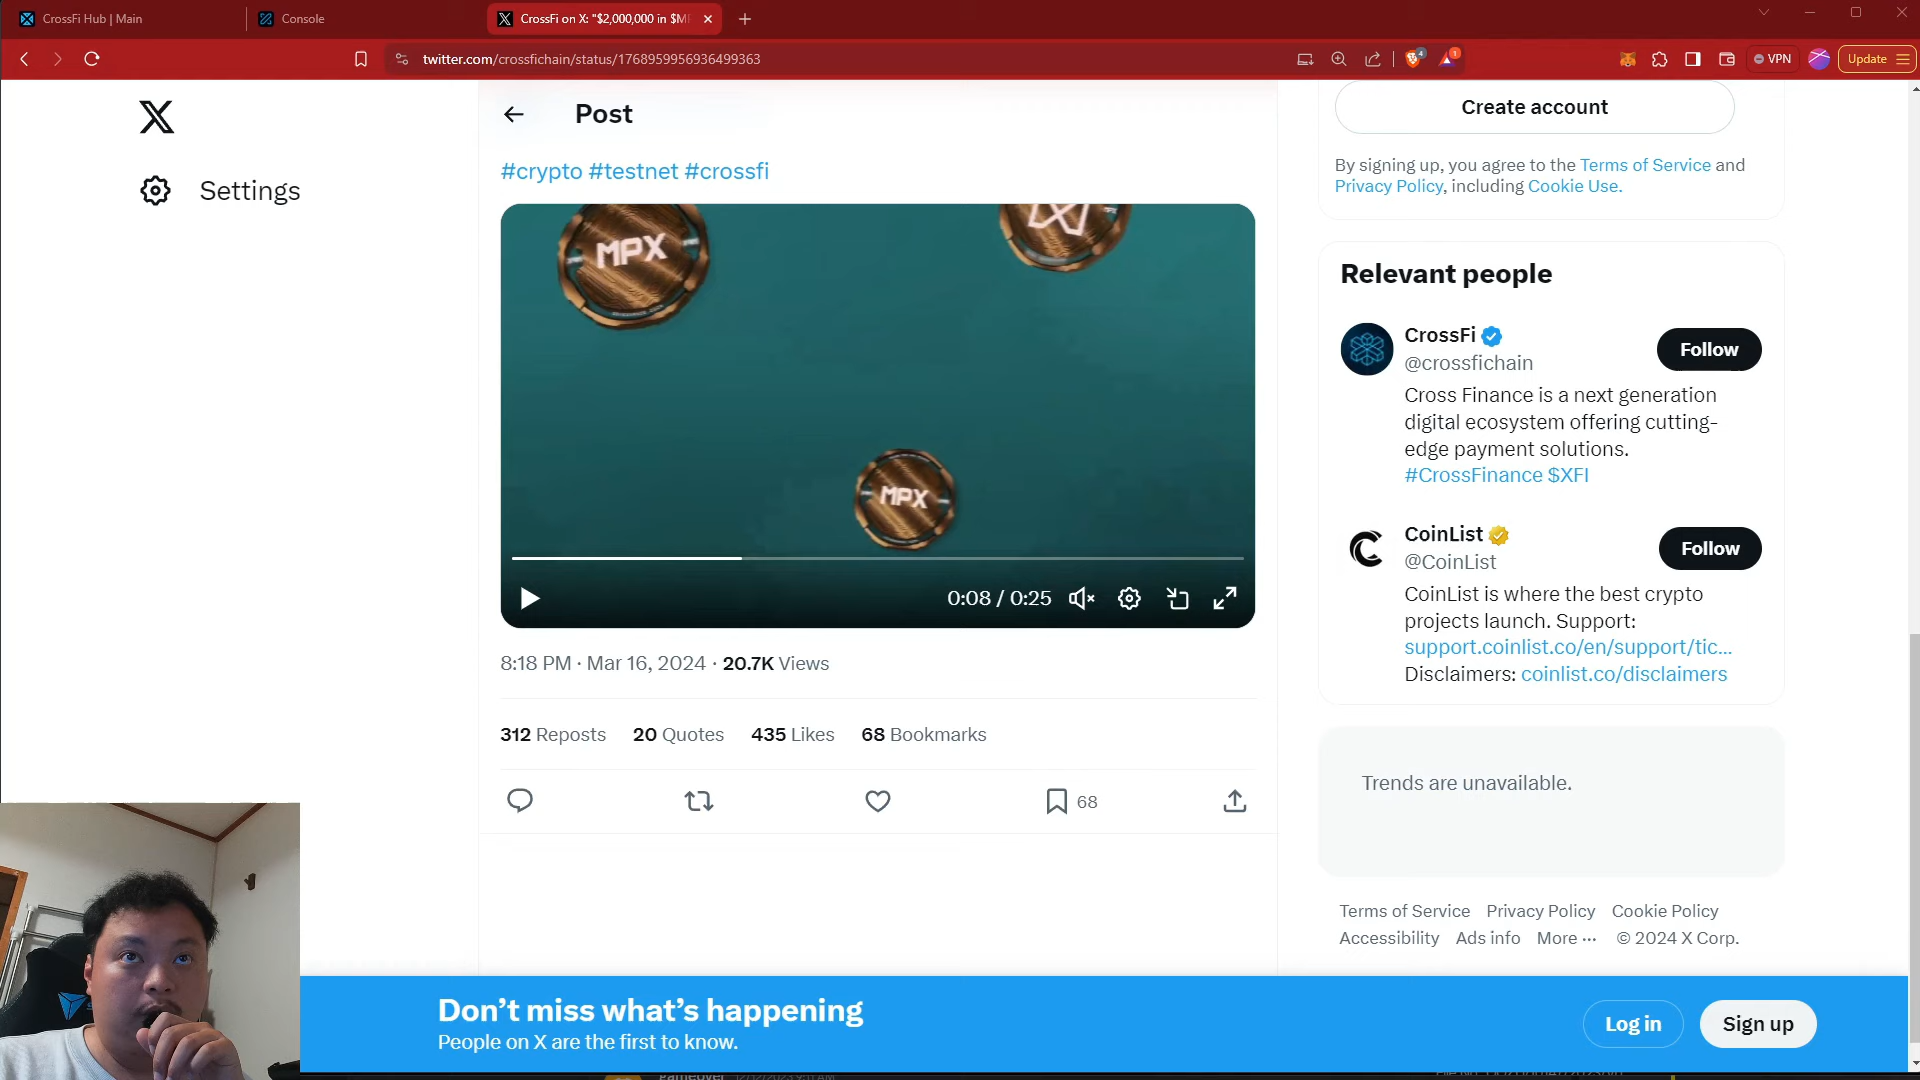 CrossFi Hub | Main
Console
CrossFi on X: "$2,000,000 in $M
twitter.com/crossfichain/status/1768959956936499363
4
1
VPN
Update
Settings
Post
#crypto #testnet #crossfi
MPX
MPX
0:08 / 0:25
8:18 PM · Mar 16, 2024 · 20.7K Views
312 Reposts 20 Quotes 435 Likes 68 Bookmarks
68
Create account
By signing up, you agree to the Terms of Service and
Privacy Policy, including Cookie Use.
Relevant people
CrossFi
@crossfichain
Follow
Cross Finance is a next generation
digital ecosystem offering cutting-
edge payment solutions.
#CrossFinance $XFI
CoinList
@CoinList
Follow
CoinList is where the best crypto
projects launch. Support:
support.coinlist.co/en/support/tic...
Disclaimers: coinlist.co/disclaimers
Trends are unavailable.
Terms of Service Privacy Policy Cookie Policy
Accessibility Ads info More ... © 2024 X Corp.
Don't miss what's happening
People on X are the first to know.
Log in
Sign up